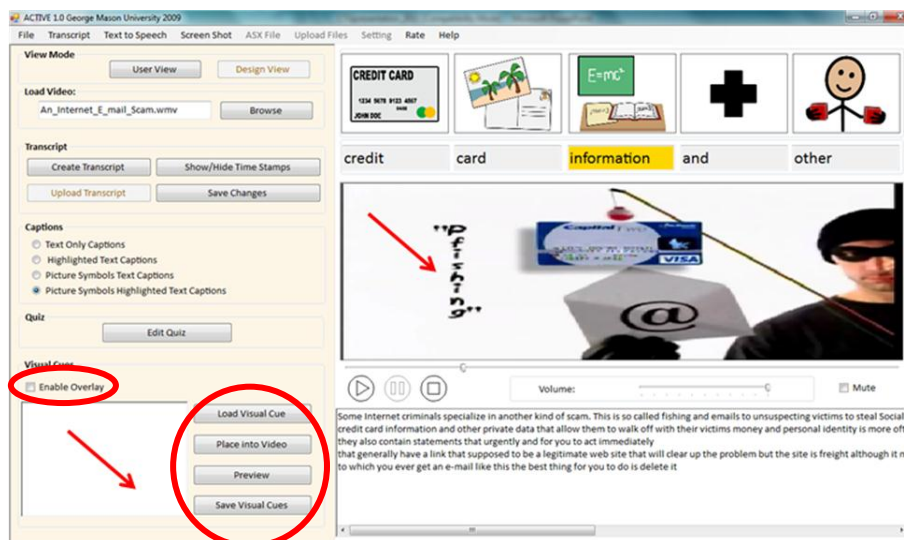 ACTIVE 1.0 George Mason University 2009
File Transcript Text to Speech Screen Shot ASX File Upload Files Setting Rate Help
View Mode
User View Design View
Load Video:
An_Internet_E_mail_Scam.wmv Browse
Transcript
Create Transcript Show/Hide Time Stamps
Upload Transcript Save Changes
Captions
Text Only Captions
Highlighted Text Captions
Picture Symbols Text Captions
Picture Symbols Highlighted Text Captions
Quiz
Edit Quiz
Visual Cues
Enable Overlay
Load Visual Cue
Place into Video
Preview
Save Visual Cues
CREDIT CARD
1234 5678 9123 4567
JOHN DOC
E=mc²
credit card information and other
"Pfishing"
Capital
VISA
@
Volume: Mute
Some Internet criminals specialize in another kind of scam. This is so called fishing and emails to unsuspecting victims to steal Social
credit card information and other private data that allow them to walk off with their victims money and personal identity is more oft
they also contain statements that urgently and for you to act immediately
that generally have a link that supposed to be a legitimate web site that will clear up the problem but the site is freight although it
to which you ever get an e-mail like this the best thing for you to do is delete it